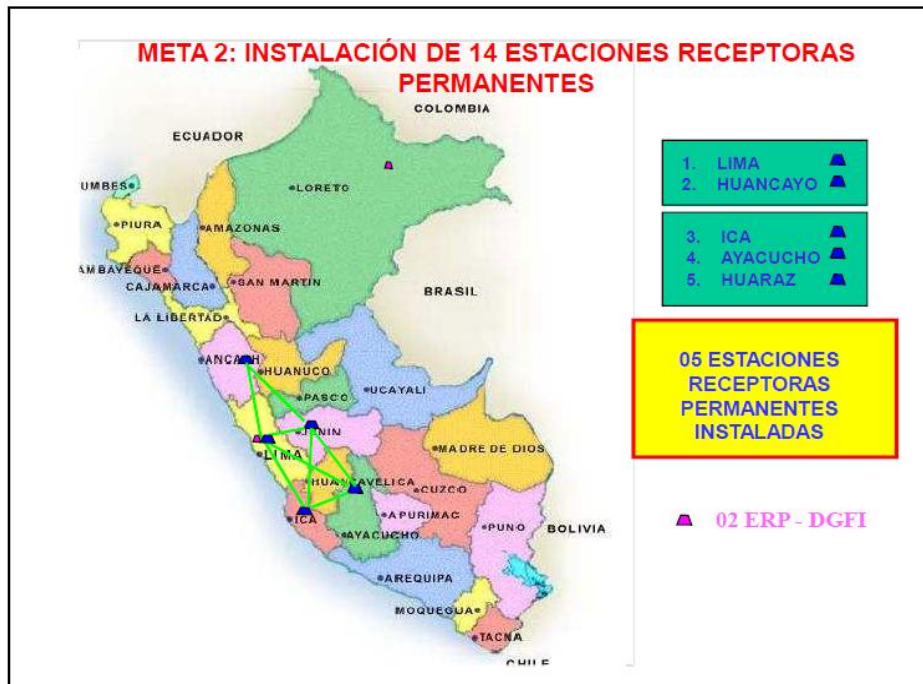 META 2: INSTALACIÓN DE 14 ESTACIONES RECEPTORAS
PERMANENTES
COLOMBIA
ECUADOR
UMBES
LORETO
PIURA
AMAZONAS
AMBAYEQUE
CAJAMARCA
SAN MARTIN
BRASIL
LA LIBERTAD
ANCASH
HUANUCO
UCAYALI
PASCO
JUNIN
LIMA
MADRE DE DIOS
HUANCAVELICA
CUZCO
ICA
APURIMAC
PUNO
BOLIVIA
AYACUCHO
AREQUIPA
MOQUEGUA
TACNA
CHILE
1. LIMA
2. HUANCAYO
3. ICA
4. AYACUCHO
5. HUARAZ
05 ESTACIONES
RECEPTORAS
PERMANENTES
INSTALADAS
02 ERP - DGFI